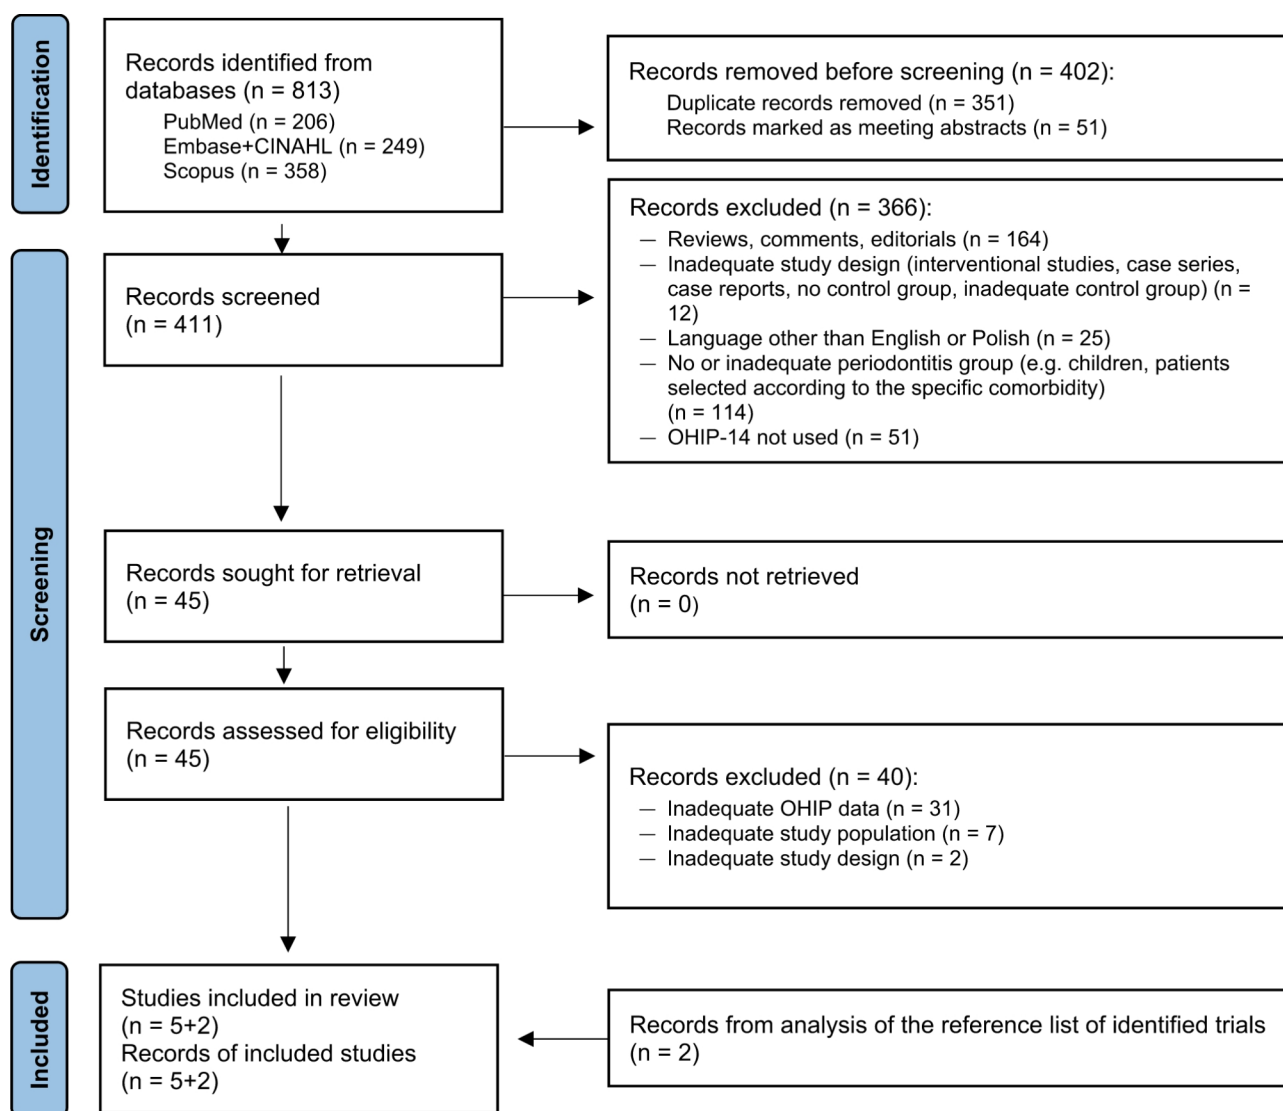 Identification
Records identified from
databases (n = 813)
PubMed (n = 206)
Embase+CINAHL (n = 249)
Scopus (n = 358)
Records removed before screening (n = 402):
Duplicate records removed (n = 351)
Records marked as meeting abstracts (n = 51)
Screening
Records screened
(n = 411)
Records excluded (n = 366):
— Reviews, comments, editorials (n = 164)
— Inadequate study design (interventional studies, case series,
case reports, no control group, inadequate control group) (n =
12)
— Language other than English or Polish (n = 25)
— No or inadequate periodontitis group (e.g. children, patients
selected according to the specific comorbidity)
(n = 114)
— OHIP-14 not used (n = 51)
Records sought for retrieval
(n = 45)
Records not retrieved
(n = 0)
Records assessed for eligibility
(n = 45)
Records excluded (n = 40):
— Inadequate OHIP data (n = 31)
— Inadequate study population (n = 7)
— Inadequate study design (n = 2)
Included
Studies included in review
(n = 5+2)
Records of included studies
(n = 5+2)
Records from analysis of the reference list of identified trials
(n = 2)